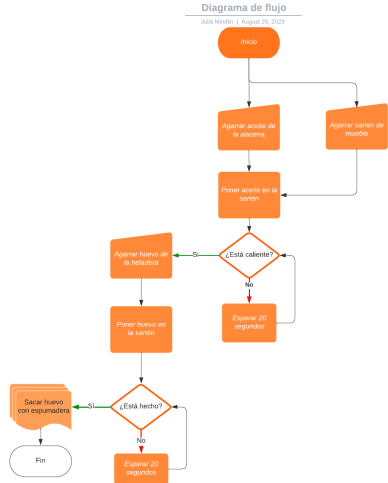 Diagrama de flujo
Julia Mindlin | August 25, 2023
Inicio
Agarrar aceite de
la alacena
Agarrar sarten de
mueble
Poner aceite en la
sartén
¿Está caliente?
Sí
No
Esperar 20
segundos
Agarrar huevo de
la heladera
Poner huevo en
la sartén
¿Está hecho?
Sí
No
Esperar 20
segundos
Sacar huevo
con espumadera
Fin